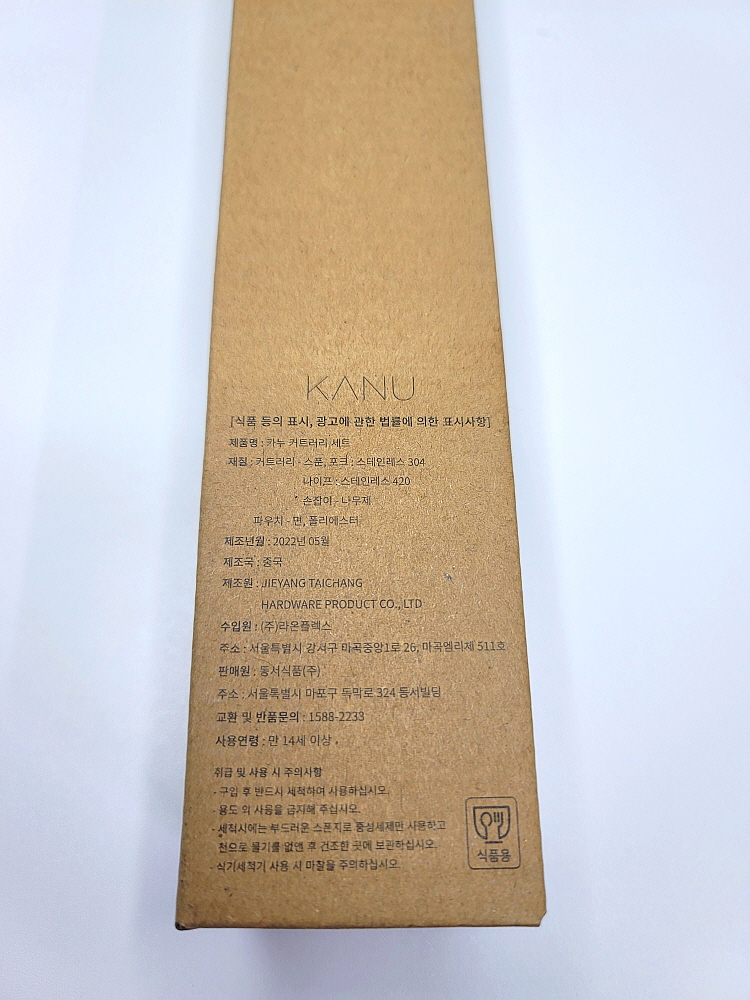 KANU
[식품 등의 표시, 광고에 관한 법률에 의한 표시사항]
제품명 : 카누 커트러리 세트
재질 : 커트러리 - 스푼, 포크 : 스테인레스 304
나이프 : 스테인레스 420
손잡이 - 나무제
파우치 - 면, 폴리에스터
제조년월 : 2022년 05월
제조국 : 중국
제조원 : JIEYANG TAICHANG
HARDWARE PRODUCT CO., LTD
수입원 : (주)라온플렉스
주소 : 서울특별시 강서구 마곡중앙1로 26, 마곡엠리제 511호
판매원 : 동서식품(주)
주소 : 서울특별시 마포구 독막로 324 동서빌딩
교환 및 반품문의 : 1588-2233
사용연령 : 만 14세 이상
취급 및 사용 시 주의사항
- 구입 후 반드시 세척하여 사용하십시오.
- 용도 외 사용을 금지해 주십시오.
- 세척시에는 부드러운 스폰지로 중성세제만 사용하고
천으로 물기를 없앤 후 건조한 곳에 보관하십시오.
- 식기세척기 사용 시 마찰을 주의하십시오.
식품용